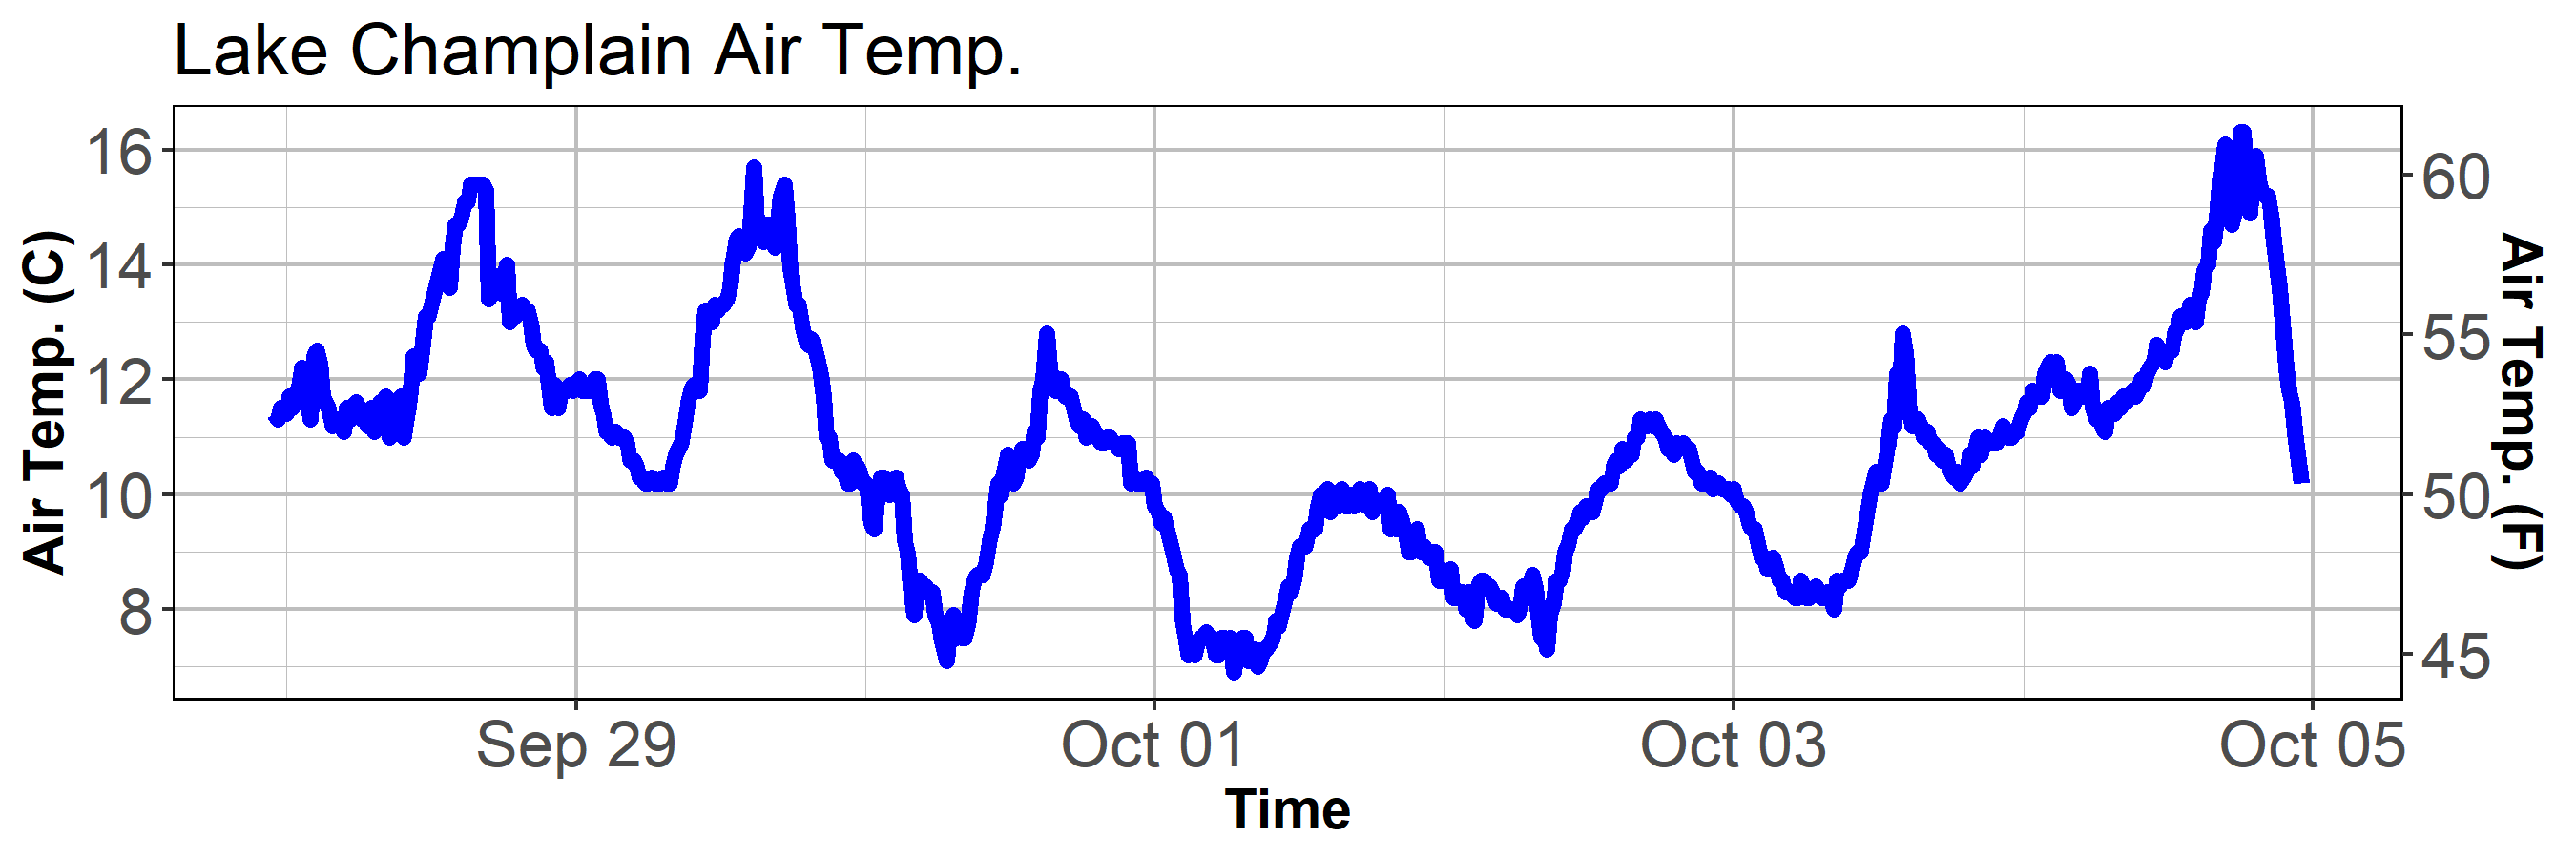 Lake Champlain Air Temp.
Air Temp. (C)
16
14
12
10
8
60
55
50
45
Air Temp. (F)
Sep 29
Oct 01
Oct 03
Oct 05
Time